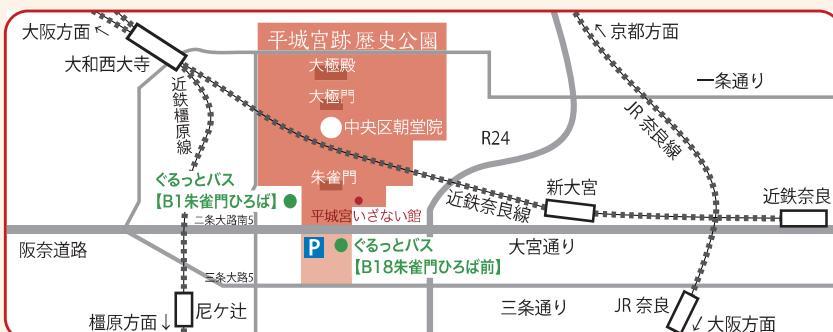 大阪方面←
大和西大寺
近鉄橿原線
平城宮跡歴史公園
大極殿
大極門
中央区朝堂院
朱雀門
平城宮いざない館
ぐるっとバス
【B1朱雀門ひろば】
二条大路南5
阪奈道路
三条大路5
橿原方面↓
尼ケ辻
P
ぐるっとバス
【B18朱雀門ひろば前】
R24
近鉄奈良線
新大宮
大宮通り
三条通り
↖京都方面
一条通り
JR奈良線
近鉄奈良
JR奈良
↙大阪方面